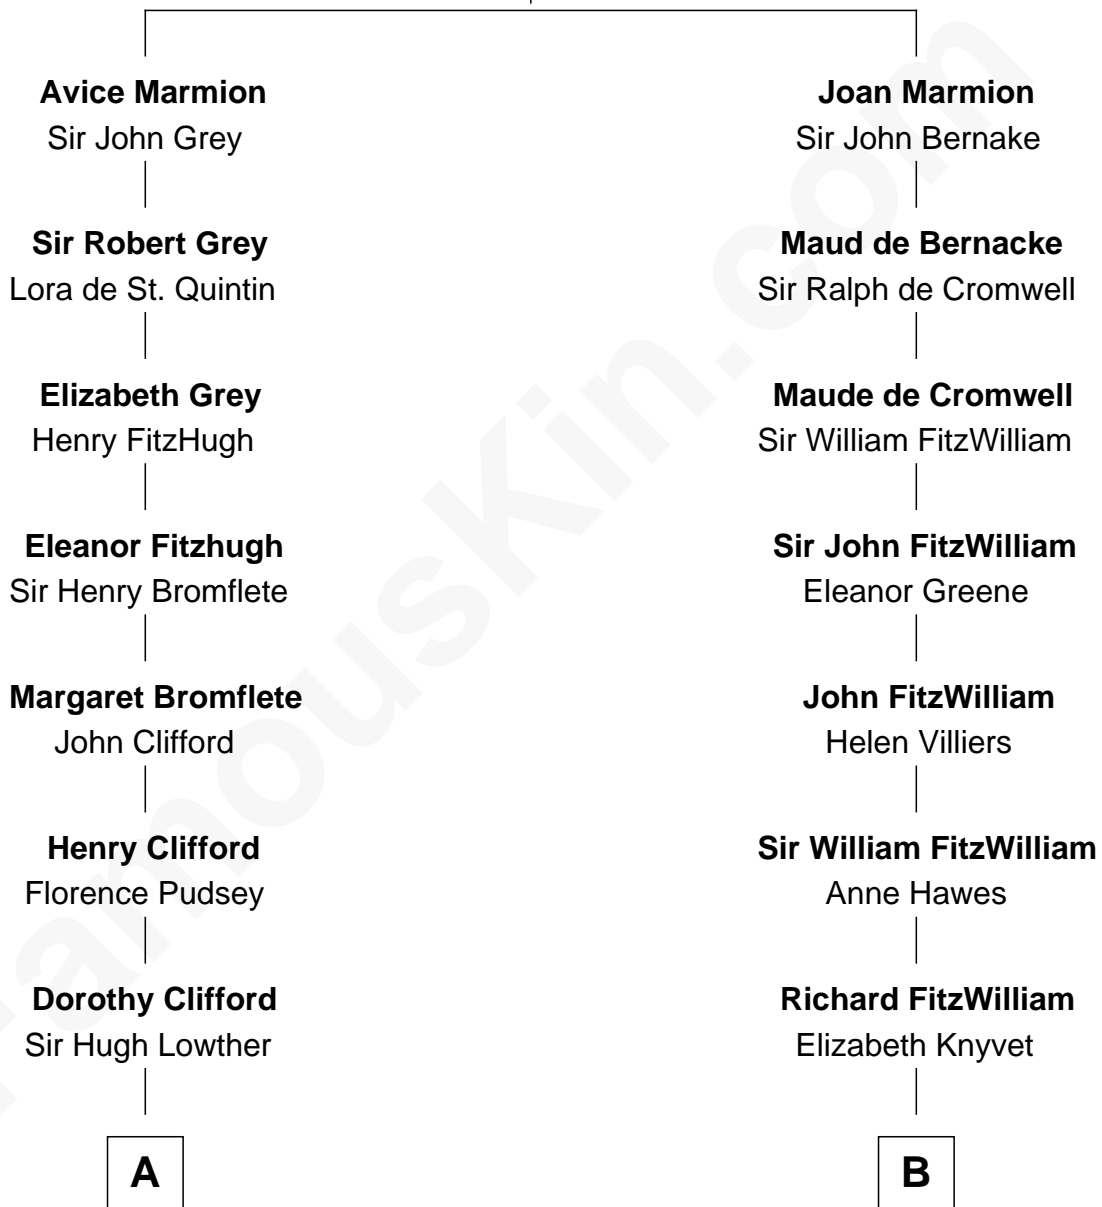 Avice Marmion
Sir John Grey
Joan Marmion
Sir John Bernake
Sir Robert Grey
Lora de St. Quintin
Maud de Bernacke
Sir Ralph de Cromwell
Elizabeth Grey
Henry FitzHugh
Maude de Cromwell
Sir William FitzWilliam
Eleanor Fitzhugh
Sir Henry Bromflete
Sir John FitzWilliam
Eleanor Greene
Margaret Bromflete
John Clifford
John FitzWilliam
Helen Villiers
Henry Clifford
Florence Pudsey
Sir William FitzWilliam
Anne Hawes
Dorothy Clifford
Sir Hugh Lowther
Richard FitzWilliam
Elizabeth Knyvet
A
B
FamousKin.com